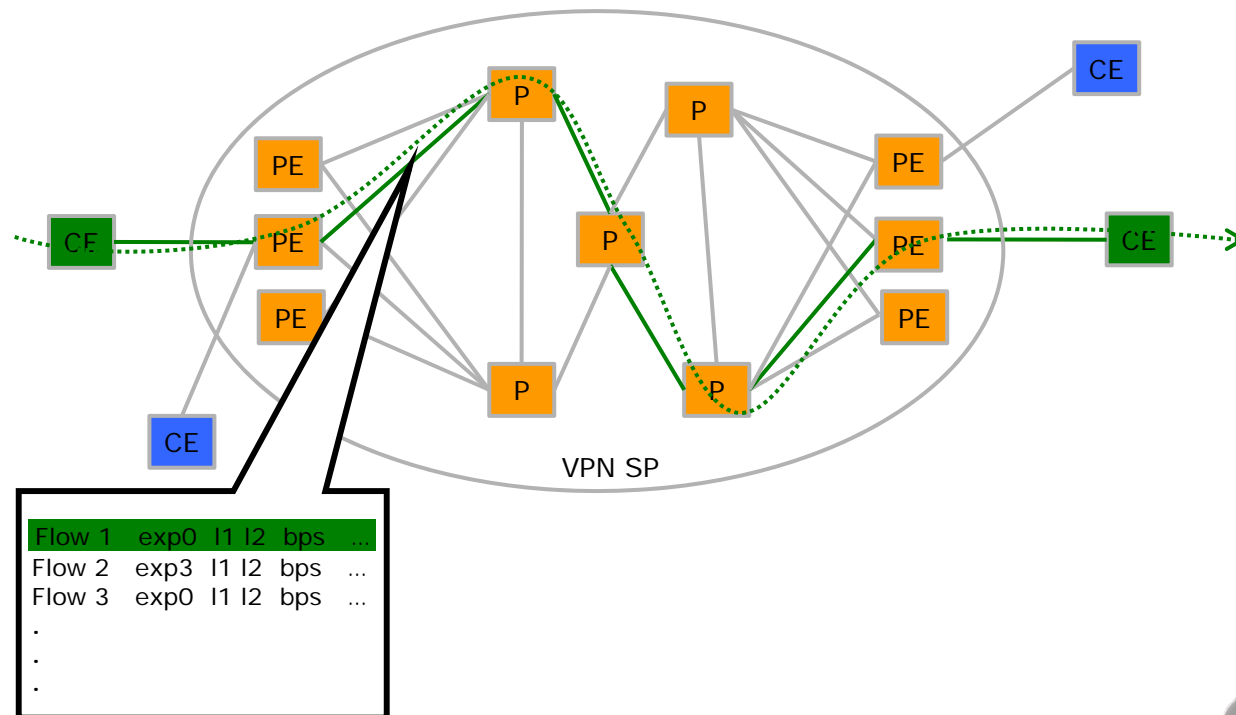 CE
P
P
PE
PE
CE
PE
P
PE
CE
PE
PE
P
P
CE
VPN SP
Flow 1 exp0 l1 l2 bps ...
Flow 2 exp3 l1 l2 bps ...
Flow 3 exp0 l1 l2 bps ...
.
.
.